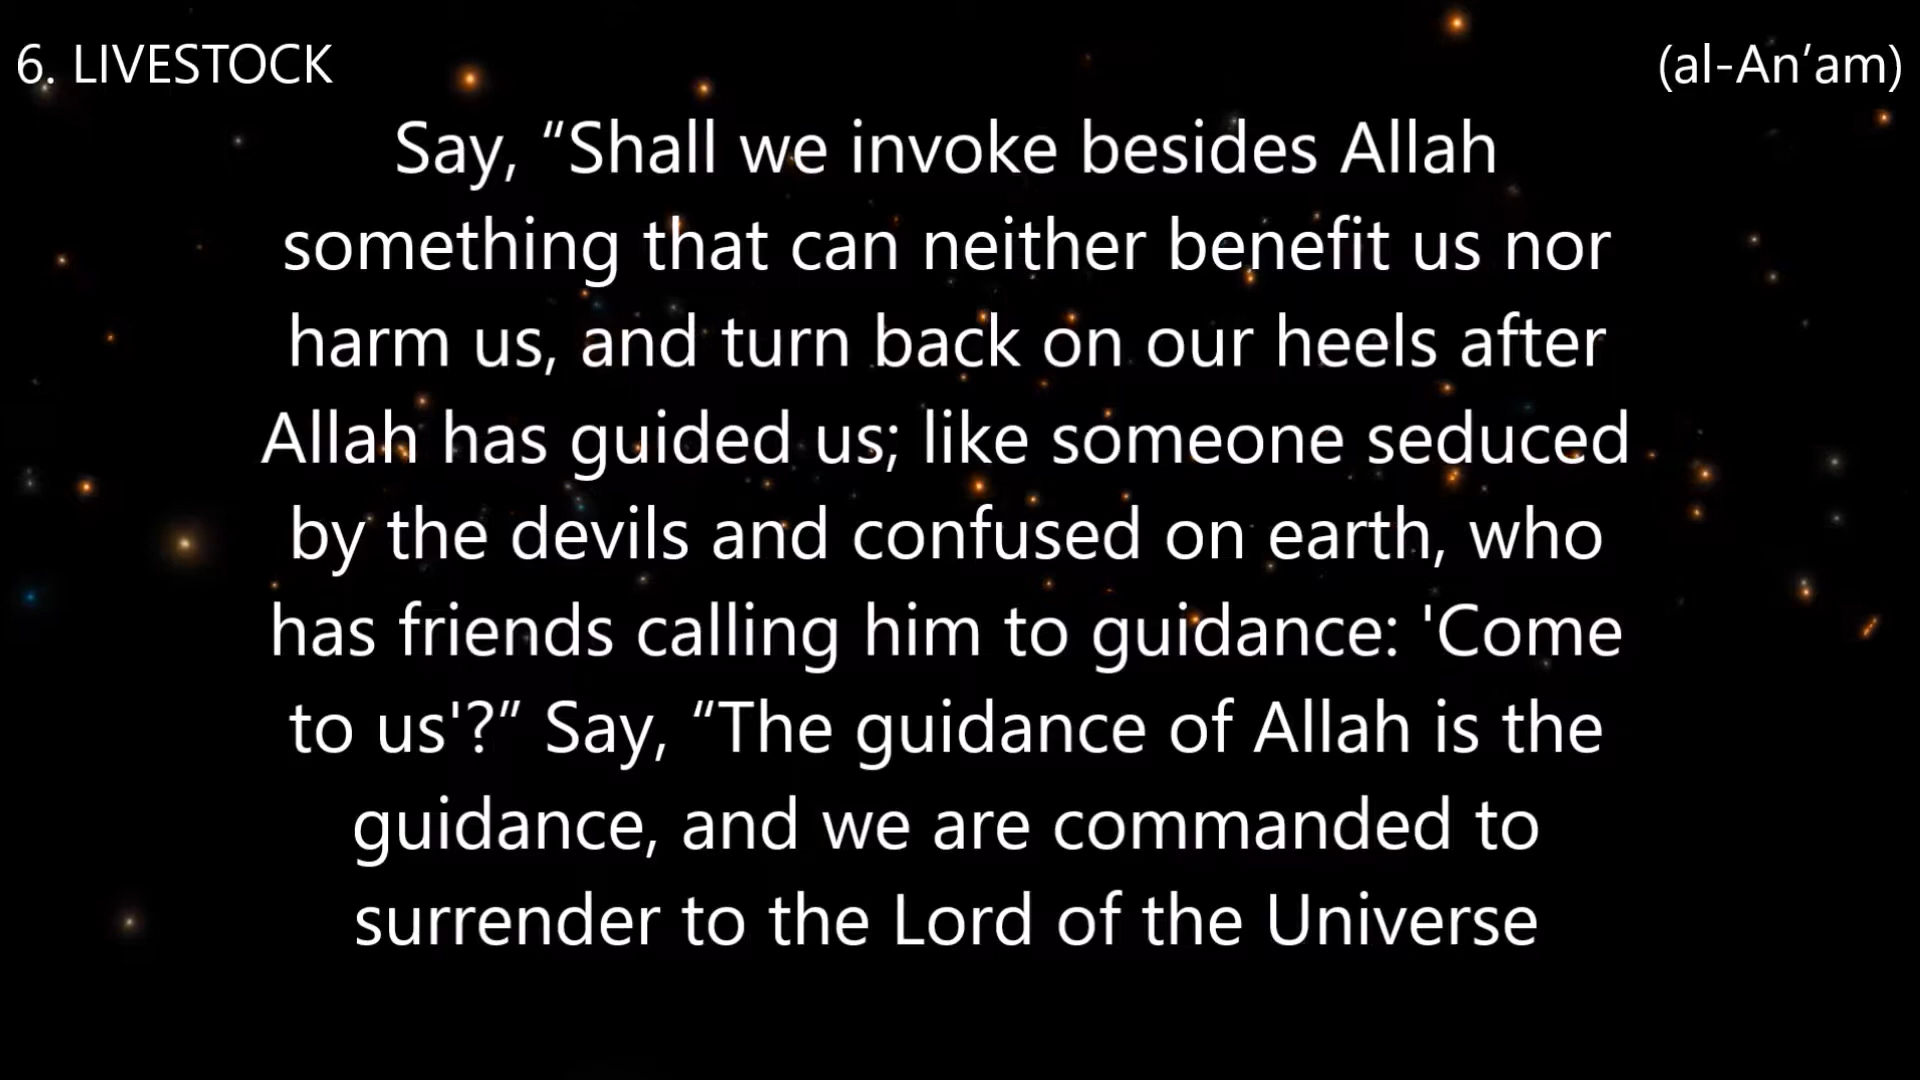 6. LIVESTOCK
(al-An’am)
Say, “Shall we invoke besides Allah
something that can neither benefit us nor
harm us, and turn back on our heels after
Allah has guided us; like someone seduced
by the devils and confused on earth, who
has friends calling him to guidance: 'Come
to us'?” Say, “The guidance of Allah is the
guidance, and we are commanded to
surrender to the Lord of the Universe